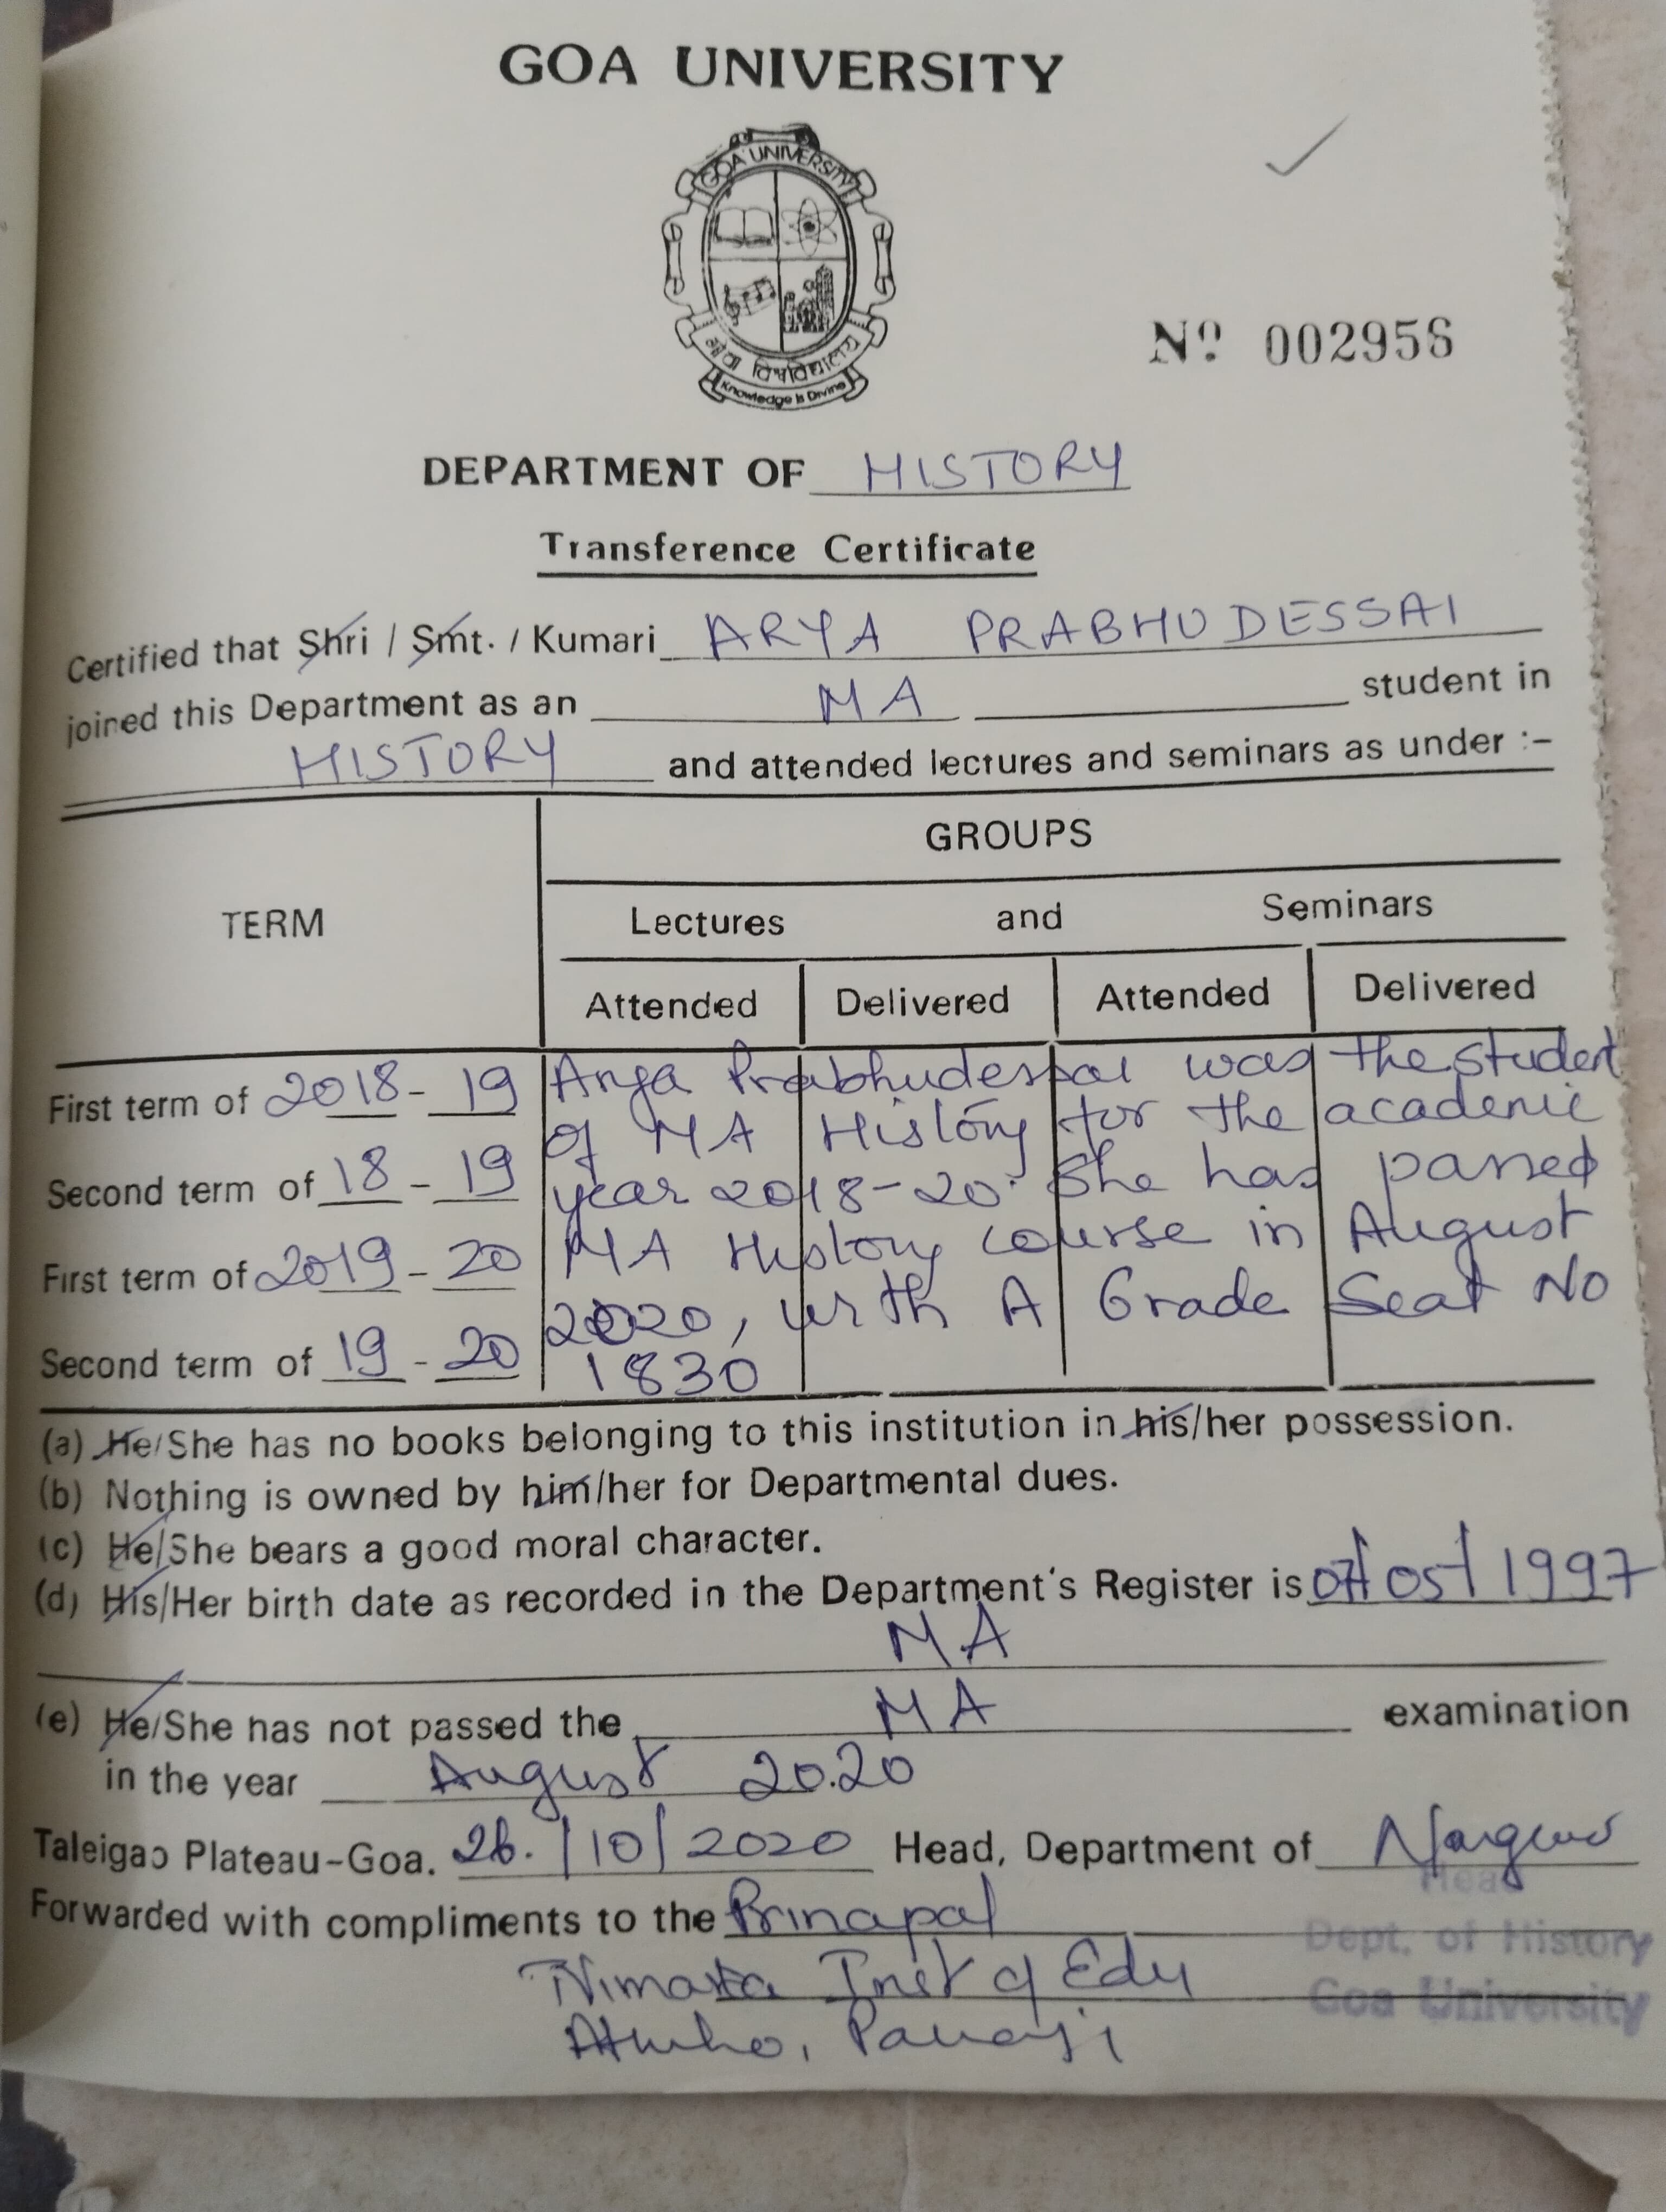 GOA UNIVERSITY
GOA UNIVERSITY
गोवा विश्वविद्यालय
Knowledge is Divine
Nº 002956
DEPARTMENT OF HISTORY
Transference Certificate
Certified that Shri / Smt. / Kumari ARYA PRABHUDESSAI
joined this Department as an MA student in
HISTORY and attended lectures and seminars as under :-
GROUPS
TERM Lectures and Seminars
Attended Delivered Attended Delivered
First term of 2018 - 19 Arya Prabhudessai was the student
of MA History for the academic
Second term of 18 - 19 year 2018-20. She has passed
First term of 2019 - 20 MA History course in August
2020, with A Grade Seat No
Second term of 19 - 20 1830
(a) He/She has no books belonging to this institution in his/her possession.
(b) Nothing is owned by him/her for Departmental dues.
(c) He/She bears a good moral character.
(d) His/Her birth date as recorded in the Department's Register is 07/05/1997
MA
(e) He/She has not passed the MA examination
in the year August 2020
Taleigao Plateau-Goa. 26./10/2020 Head, Department of
Head
Forwarded with compliments to the Principal
Dept. of History
Inst of Edu
Goa University
Panaji